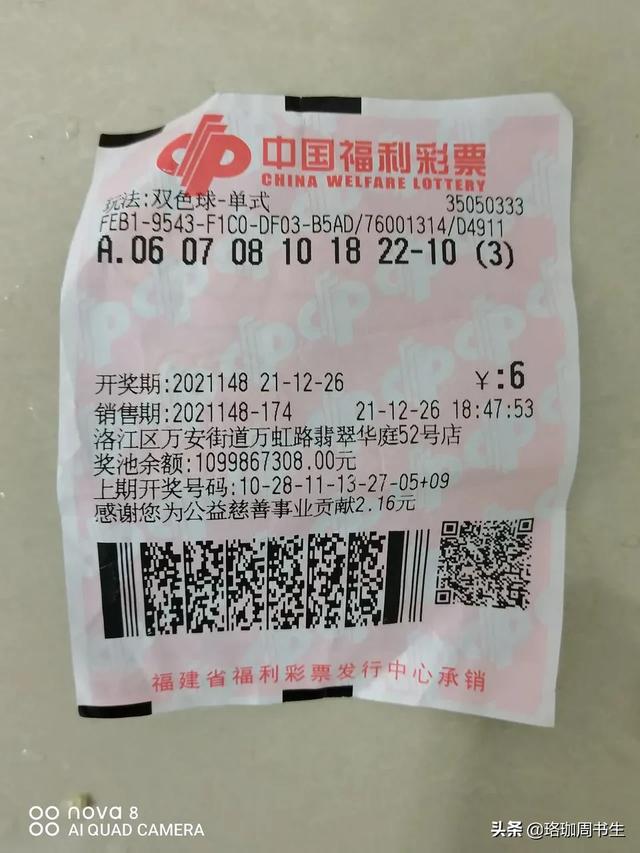 中国福利彩票
CHINA WELFARE LOTTERY
玩法:双色球-单式 35050333
FEB1-9543-F1C0-DF03-B5AD/76001314/D4911
A.06 07 08 10 18 22-10 (3)
开奖期:2021148 21-12-26 ￥:6
销售期:2021148-174 21-12-26 18:47:53
洛江区万安街道万虹路翡翠华庭52号店
奖池余额:1099867308.00元
上期开奖号码:10-28-11-13-27-05+09
感谢您为公益慈善事业贡献2.16元
福建省福利彩票发行中心承销
nova 8
AI QUAD CAMERA
头条 @珞珈周书生